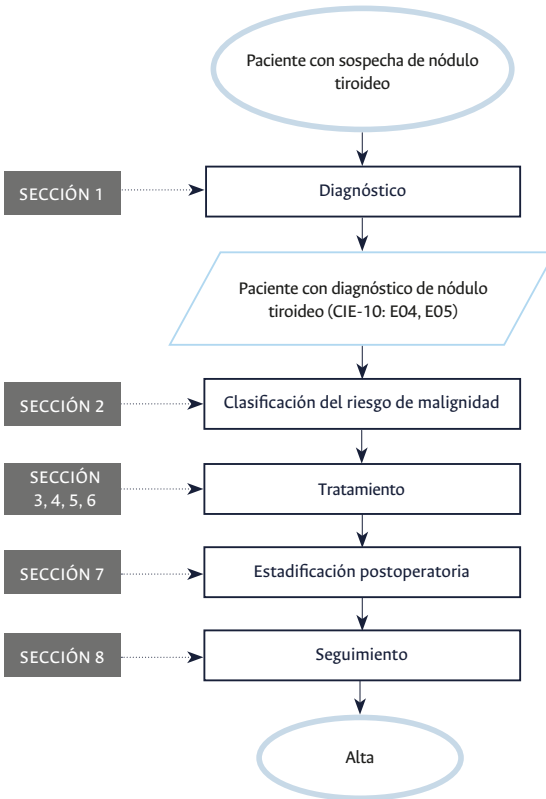 Paciente con sospecha de nódulo
tiroideo
SECCIÓN 1
Diagnóstico
Paciente con diagnóstico de nódulo
tiroideo (CIE-10: E04, E05)
SECCIÓN 2
Clasificación del riesgo de malignidad
SECCIÓN
3, 4, 5, 6
Tratamiento
SECCIÓN 7
Estadificación postoperatoria
SECCIÓN 8
Seguimiento
Alta